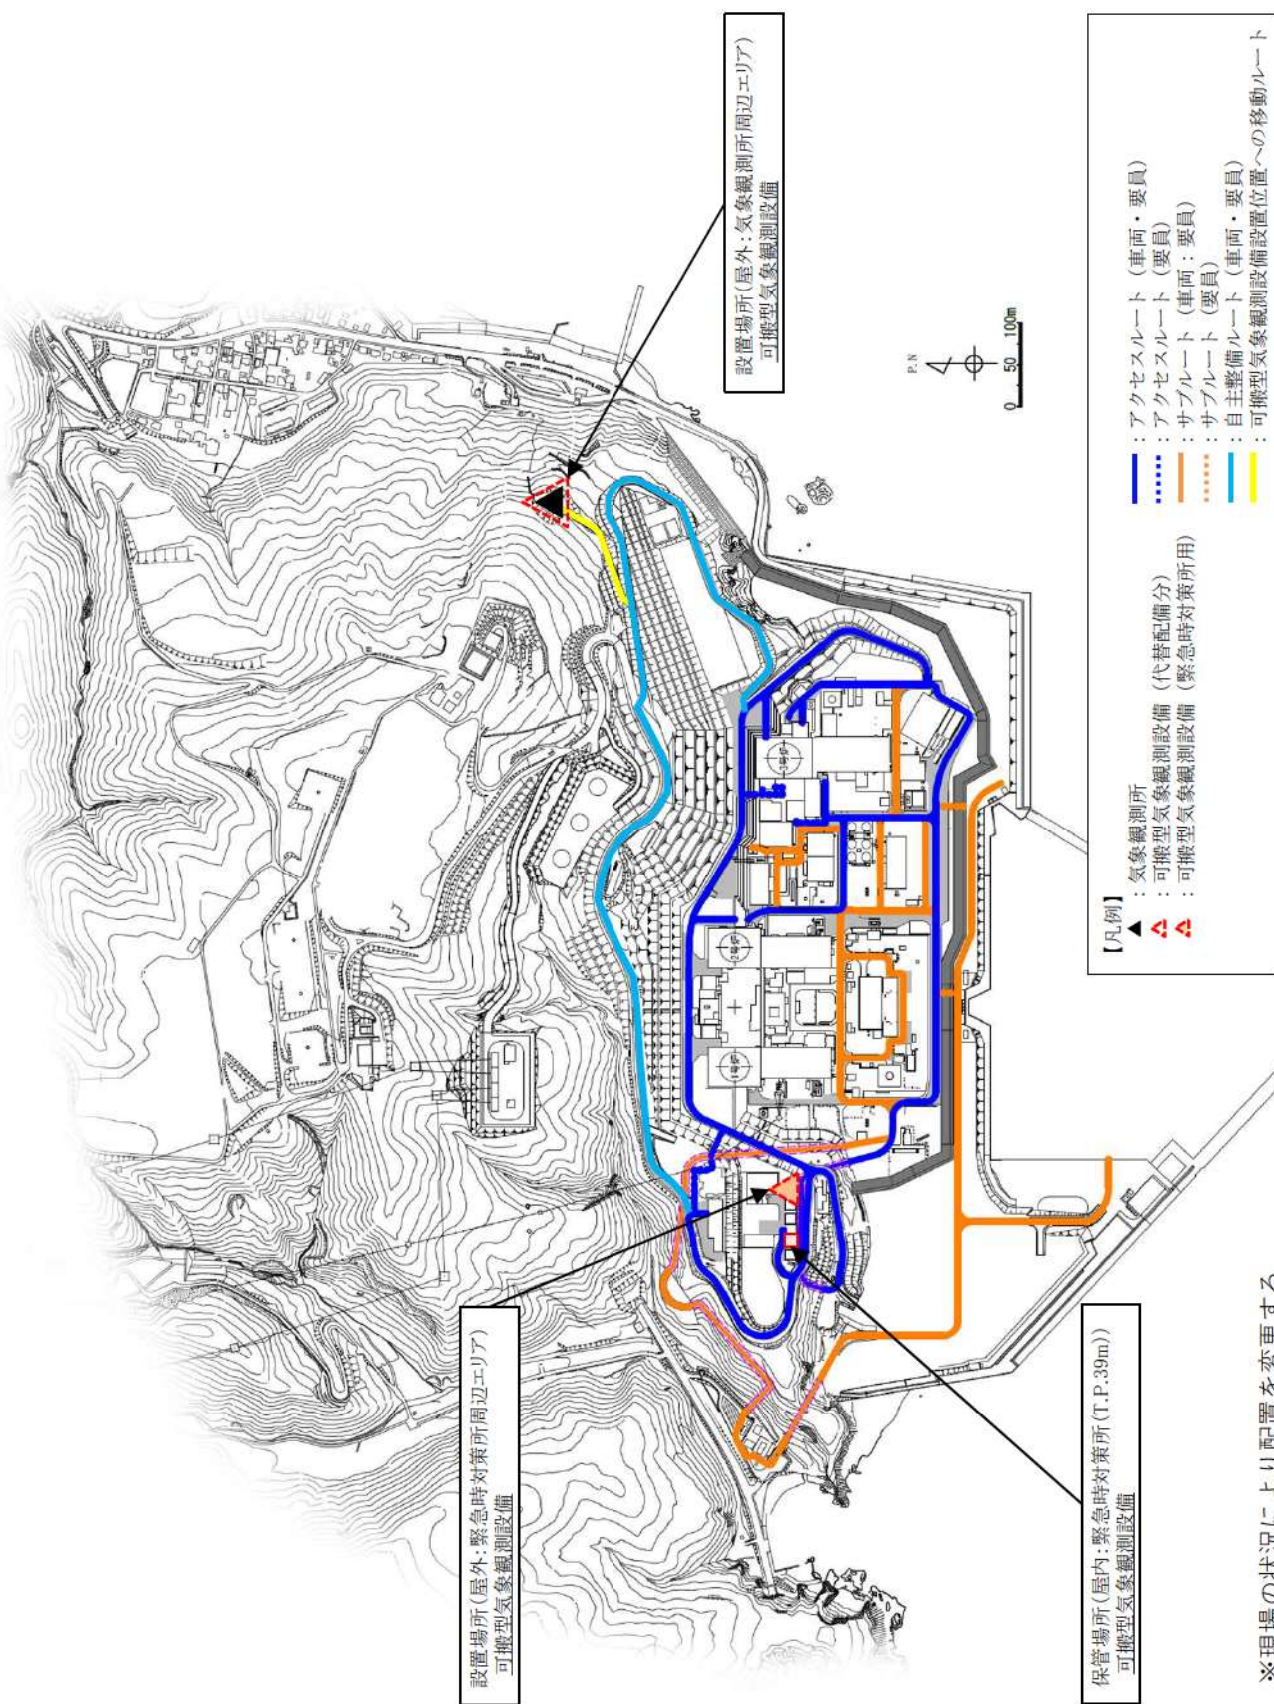 設置場所(屋外:気象観測所周辺エリア)
可搬型気象観測設備
設置場所(屋外:緊急時対策所周辺エリア)
可搬型気象観測設備
保管場所(屋内:緊急時対策所(T.P.39m))
可搬型気象観測設備
1号炉
2号炉
3号炉
P.N
0 50 100m
【凡例】
:気象観測所
:可搬型気象観測設備(代替配備分)
:可搬型気象観測設備(緊急時対策所用)
:アクセスルート(車両・要員)
:アクセスルート(要員)
:サブルート(車両:要員)
:サブルート(要員)
:自主整備ルート(車両・要員)
:可搬型気象観測設備設置位置への移動ルート
※現場の状況により配置を変更する